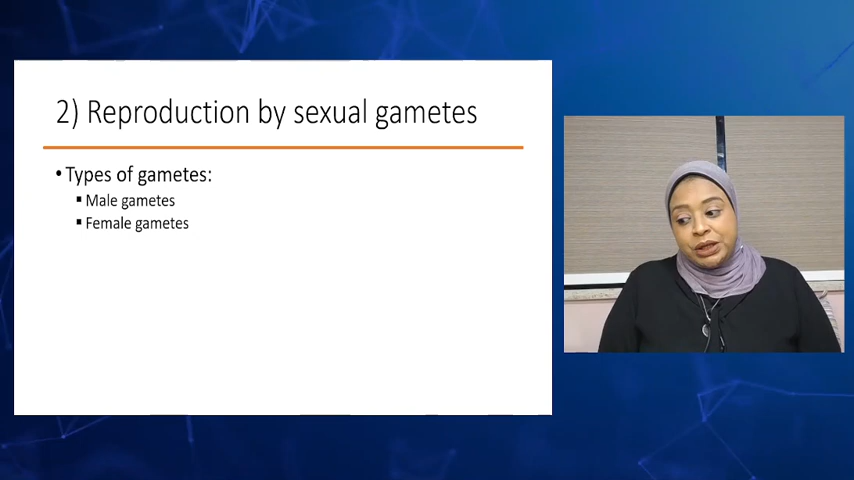 2) Reproduction by sexual gametes
• Types of gametes:
▪ Male gametes
▪ Female gametes